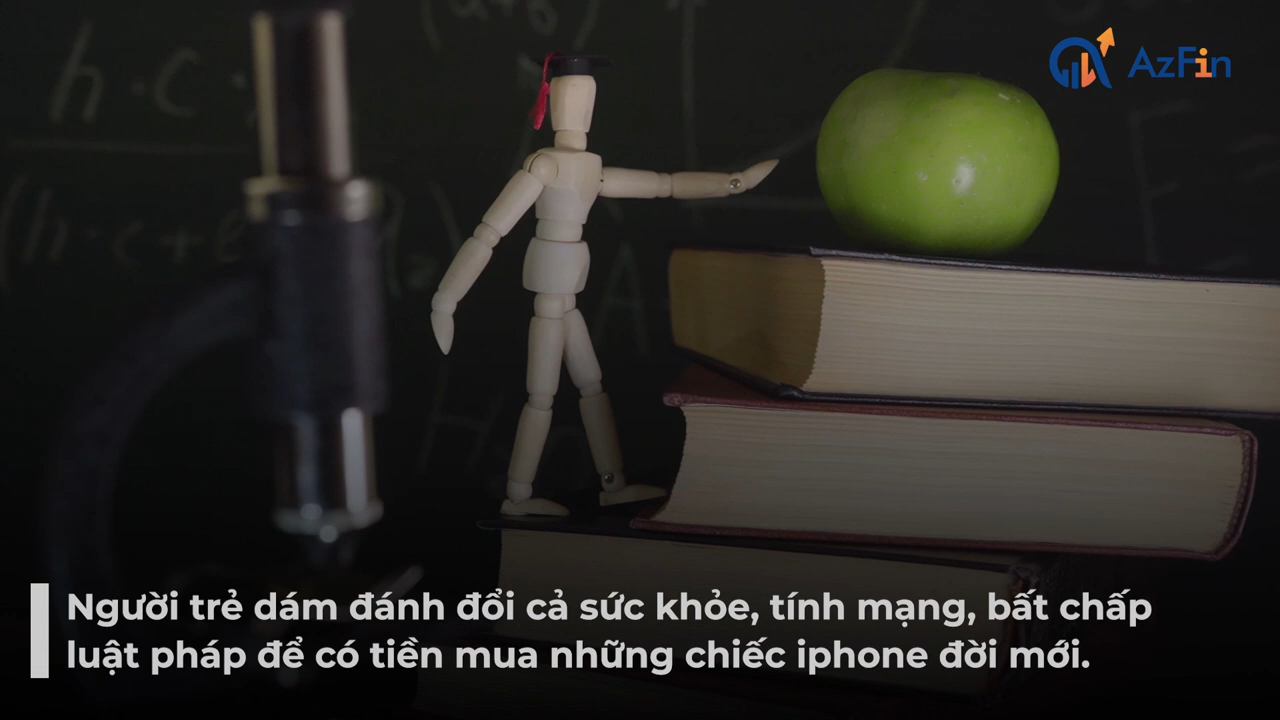 AzFin
h·c
(h·c+e
Người trẻ dám đánh đổi cả sức khỏe, tính mạng, bất chấp
luật pháp để có tiền mua những chiếc iphone đời mới.